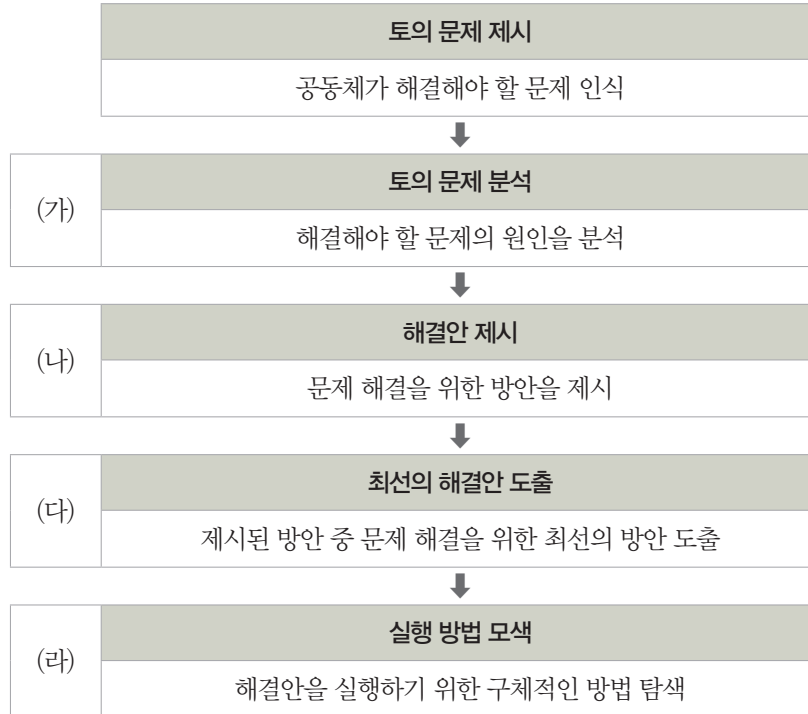 토의 문제 제시
공동체가 해결해야 할 문제 인식
(가)
토의 문제 분석
해결해야 할 문제의 원인을 분석
(나)
해결안 제시
문제 해결을 위한 방안을 제시
(다)
최선의 해결안 도출
제시된 방안 중 문제 해결을 위한 최선의 방안 도출
(라)
실행 방법 모색
해결안을 실행하기 위한 구체적인 방법 탐색